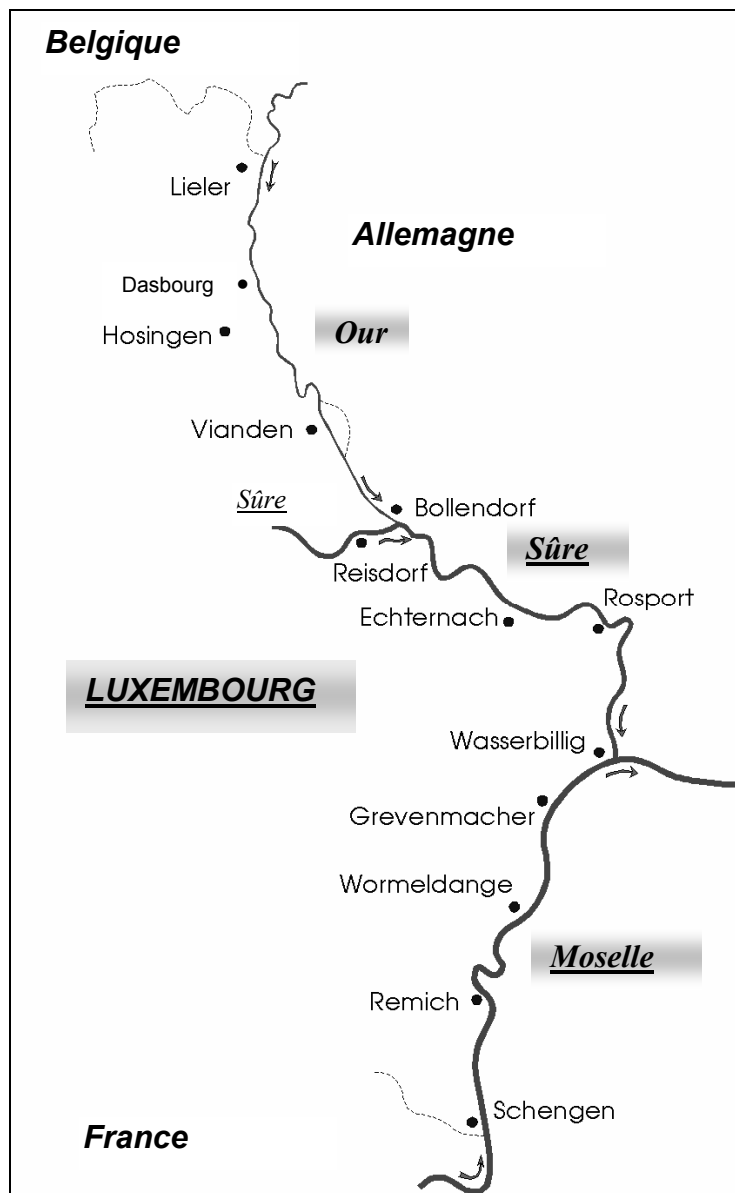 Belgique
Lieler
Allemagne
Dasbourg
Hosingen
Our
Vianden
Sûre
Bollendorf
Sûre
Reisdorf
Rosport
Echternach
LUXEMBOURG
Wasserbillig
Grevenmacher
Wormeldange
Moselle
Remich
Schengen
France